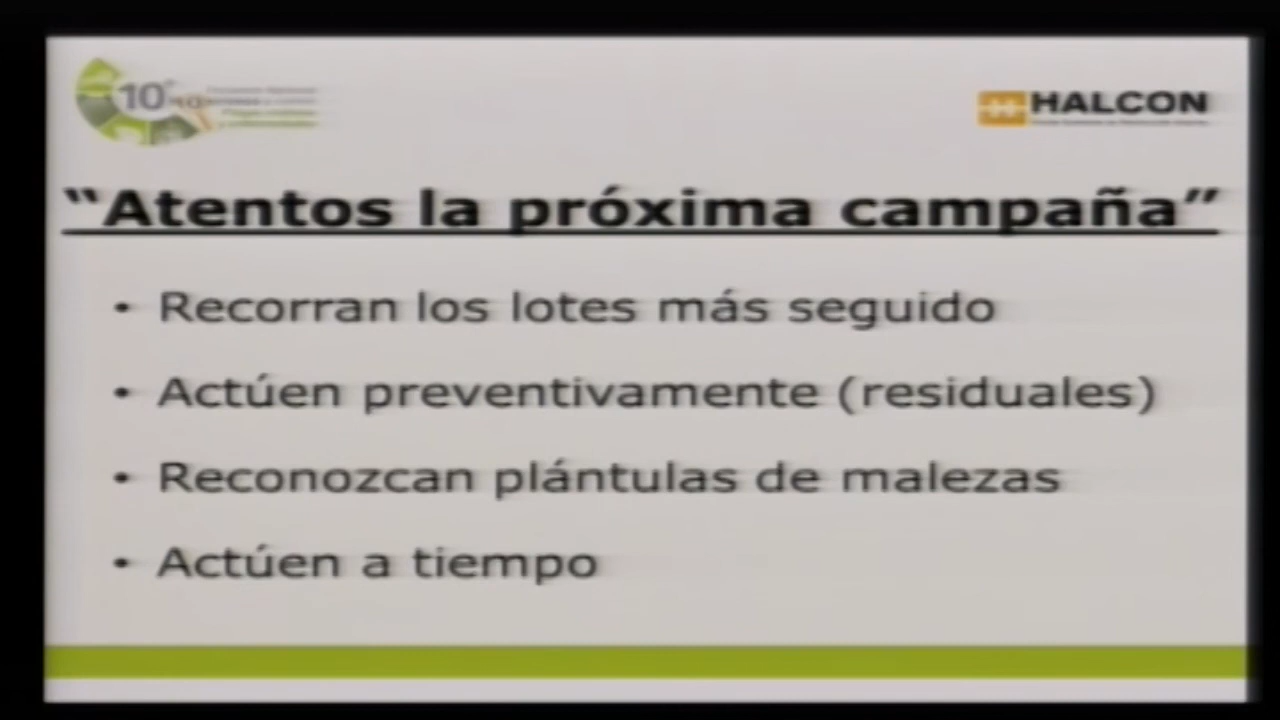 10°
HALCON
“Atentos la próxima campaña”
• Recorran los lotes más seguido
• Actúen preventivamente (residuales)
• Reconozcan plántulas de malezas
• Actúen a tiempo